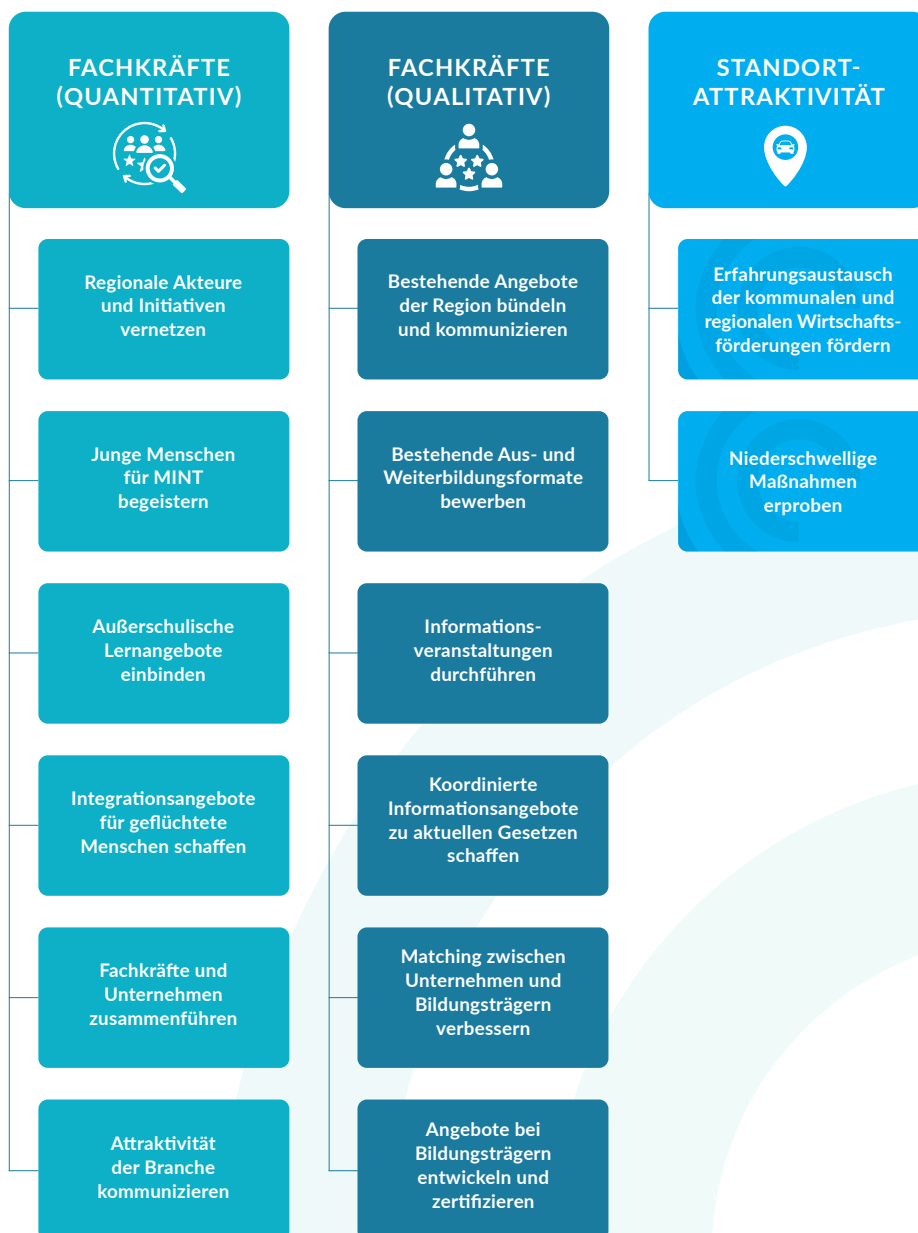 FACHKRÄFTE
(QUANTITATIV)
Regionale Akteure
und Initiativen
vernetzen
Junge Menschen
für MINT
begeistern
Außerschulische
Lernangebote
einbinden
Integrationsangebote
für geflüchtete
Menschen schaffen
Fachkräfte und
Unternehmen
zusammenführen
Attraktivität
der Branche
kommunizieren
FACHKRÄFTE
(QUALITATIV)
Bestehende Angebote
der Region bündeln
und kommunizieren
Bestehende Aus- und
Weiterbildungsformate
bewerben
Informations-
veranstaltungen
durchführen
Koordinierte
Informationsangebote
zu aktuellen Gesetzen
schaffen
Matching zwischen
Unternehmen und
Bildungsträgern
verbessern
Angebote bei
Bildungsträgern
entwickeln und
zertifizieren
STANDORT-
ATTRAKTIVITÄT
Erfahrungsaustausch
der kommunalen und
regionalen Wirtschafts-
förderungen fördern
Niederschwellige
Maßnahmen
erproben